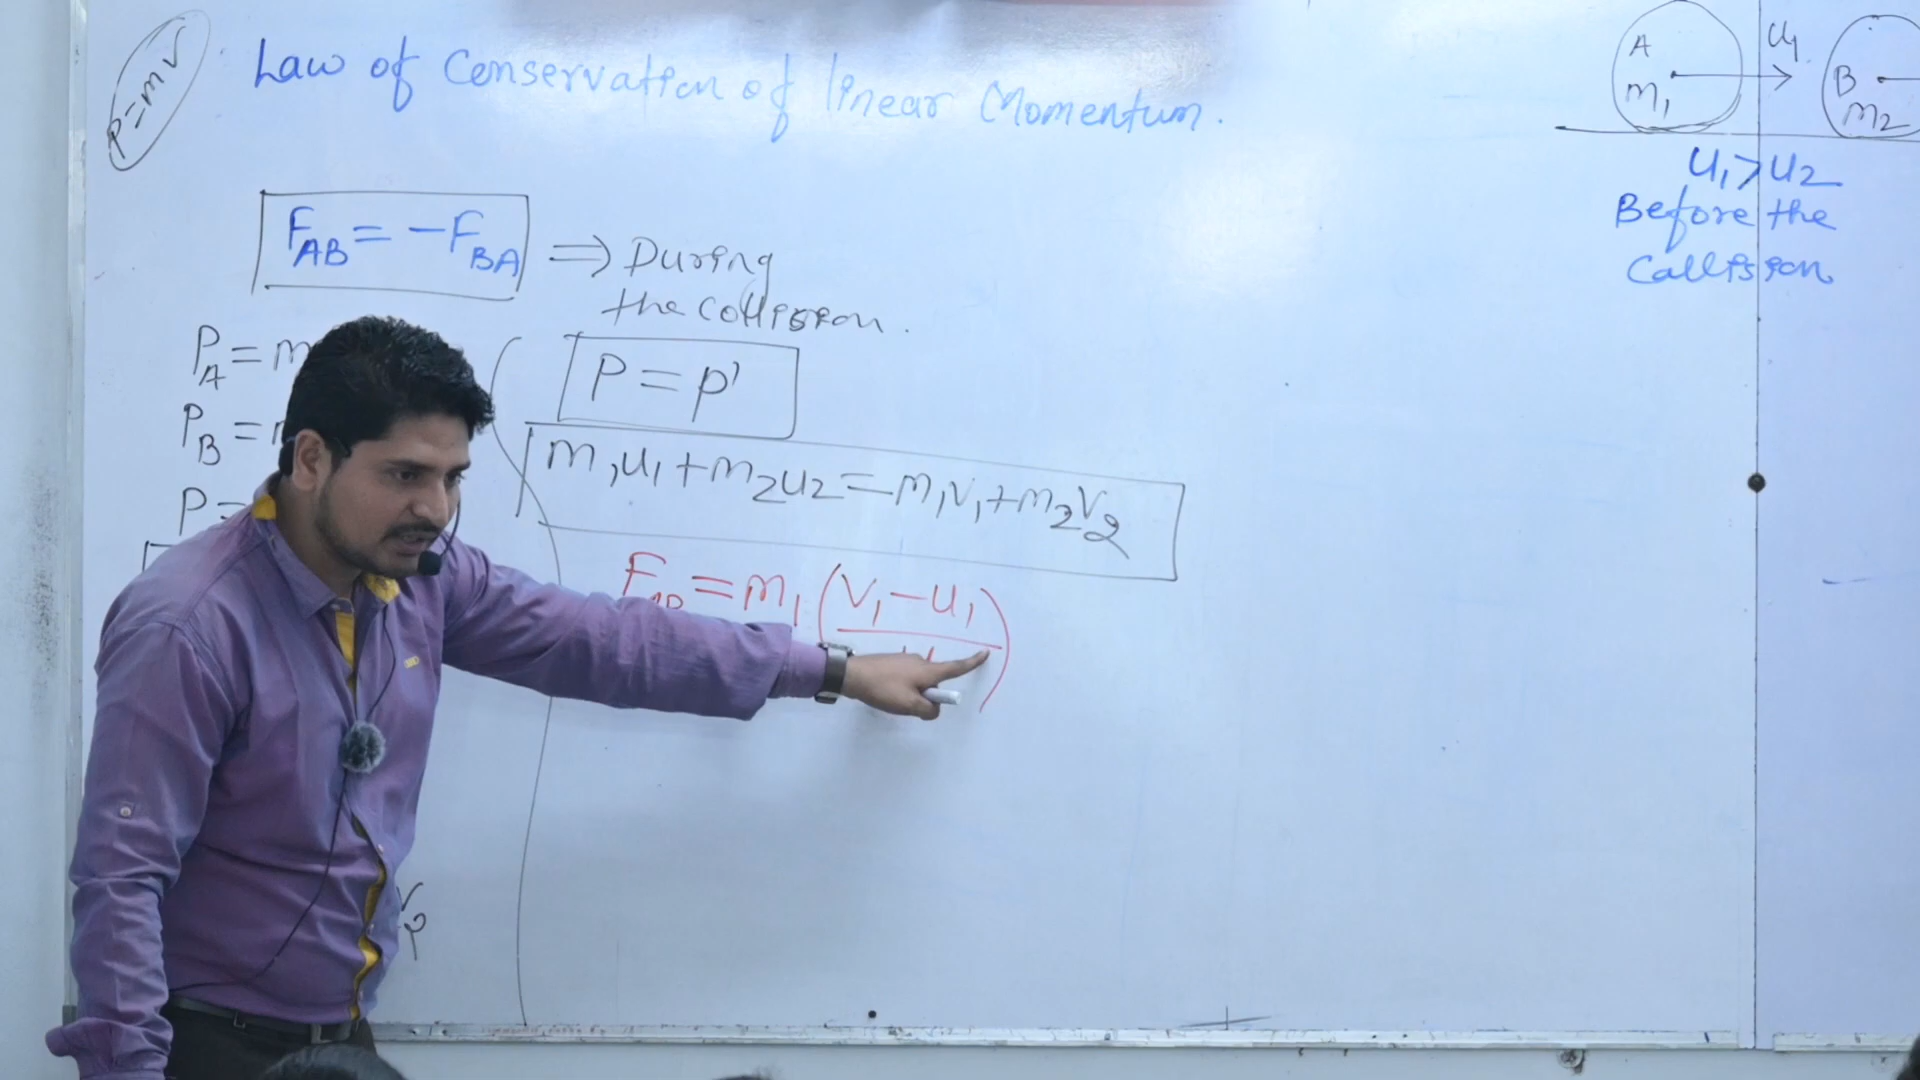 P=mv
Law of Conservation of linear Momentum.
F_AB = -F_BA ⇒ During
the Collision.
P_A = m
P_B =
P =
P = P'
m₁u₁+m₂u₂=m₁v₁+m₂v₂
F = m₁(v₁-u₁)
v₂
A
m₁
u₁
B
m₂
u₁>u₂
Before the
Collision